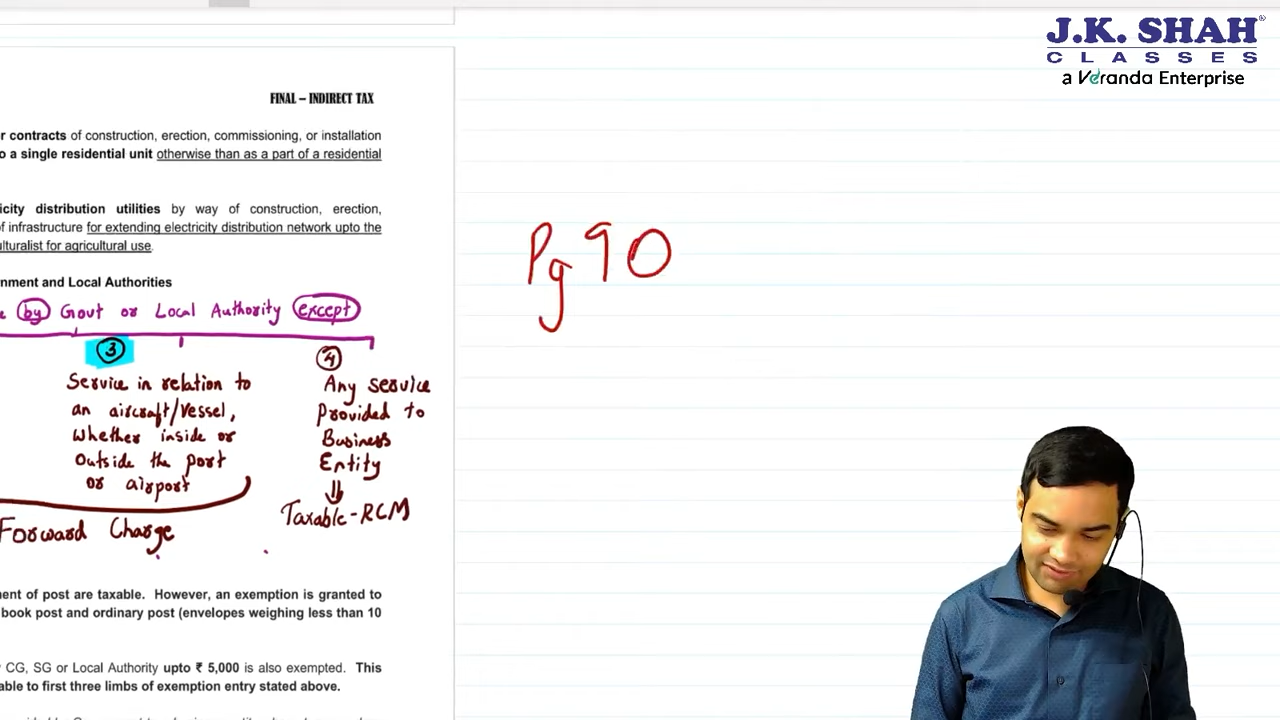 J.K. SHAH
CLASSES
a Veranda Enterprise
FINAL – INDIRECT TAX
contracts of construction, erection, commissioning, or installation
a single residential unit otherwise than as a part of a residential
distribution utilities by way of construction, erection,
infrastructure for extending electricity distribution network upto the
for agricultural use.
and Local Authorities
by Govt or Local Authority except
3
4
Service in relation to
an aircraft/Vessel,
Whether inside or
Outside the port
or airport
Any service
Provided to
Business
Entity
Taxable-RCM
Forward Charge
of post are taxable. However, an exemption is granted to
book post and ordinary post (envelopes weighing less than 10
CG, SG or Local Authority upto ₹ 5,000 is also exempted. This
to first three limbs of exemption entry stated above.
Pg 90